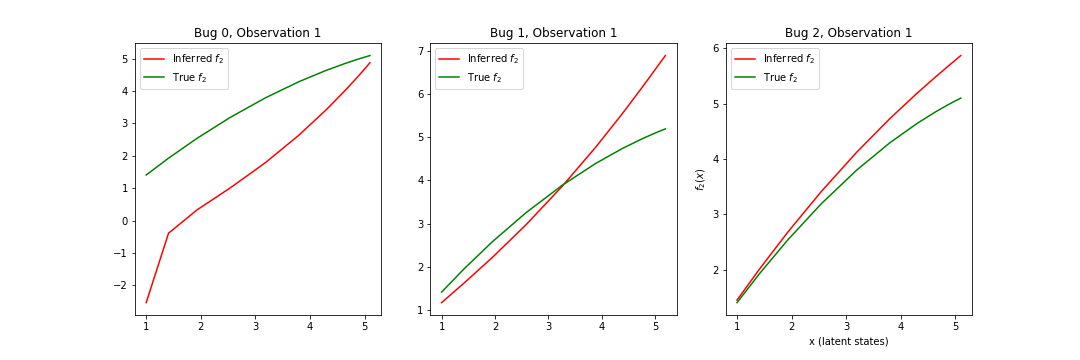 Bug 0, Observation 1
Inferred f₂
True f₂
5
4
3
2
1
0
−1
−2
1 2 3 4 5
Bug 1, Observation 1
Inferred f₂
True f₂
7
6
5
4
3
2
1
1 2 3 4 5
Bug 2, Observation 1
Inferred f₂
True f₂
f₂(x)
6
5
4
3
2
1 2 3 4 5
x (latent states)